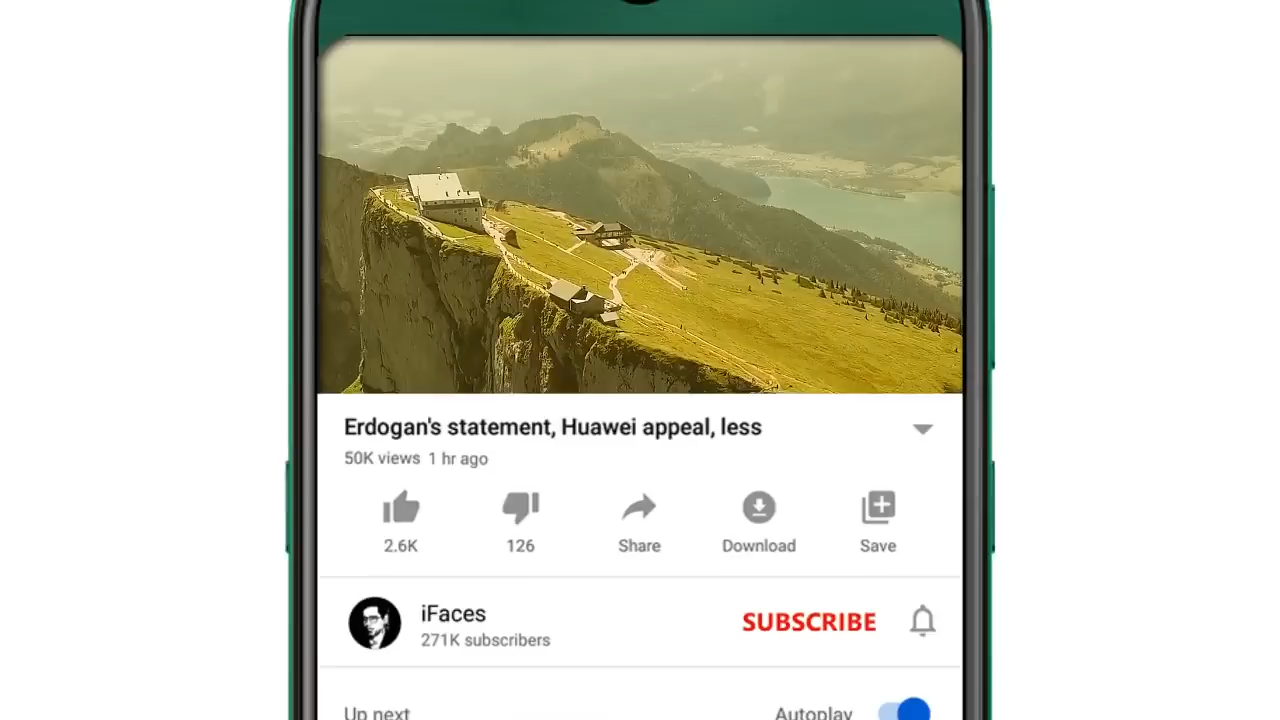 Erdogan's statement, Huawei appeal, less
50K views 1 hr ago
2.6K 126 Share Download Save
iFaces
271K subscribers
SUBSCRIBE
Up next Autoplay